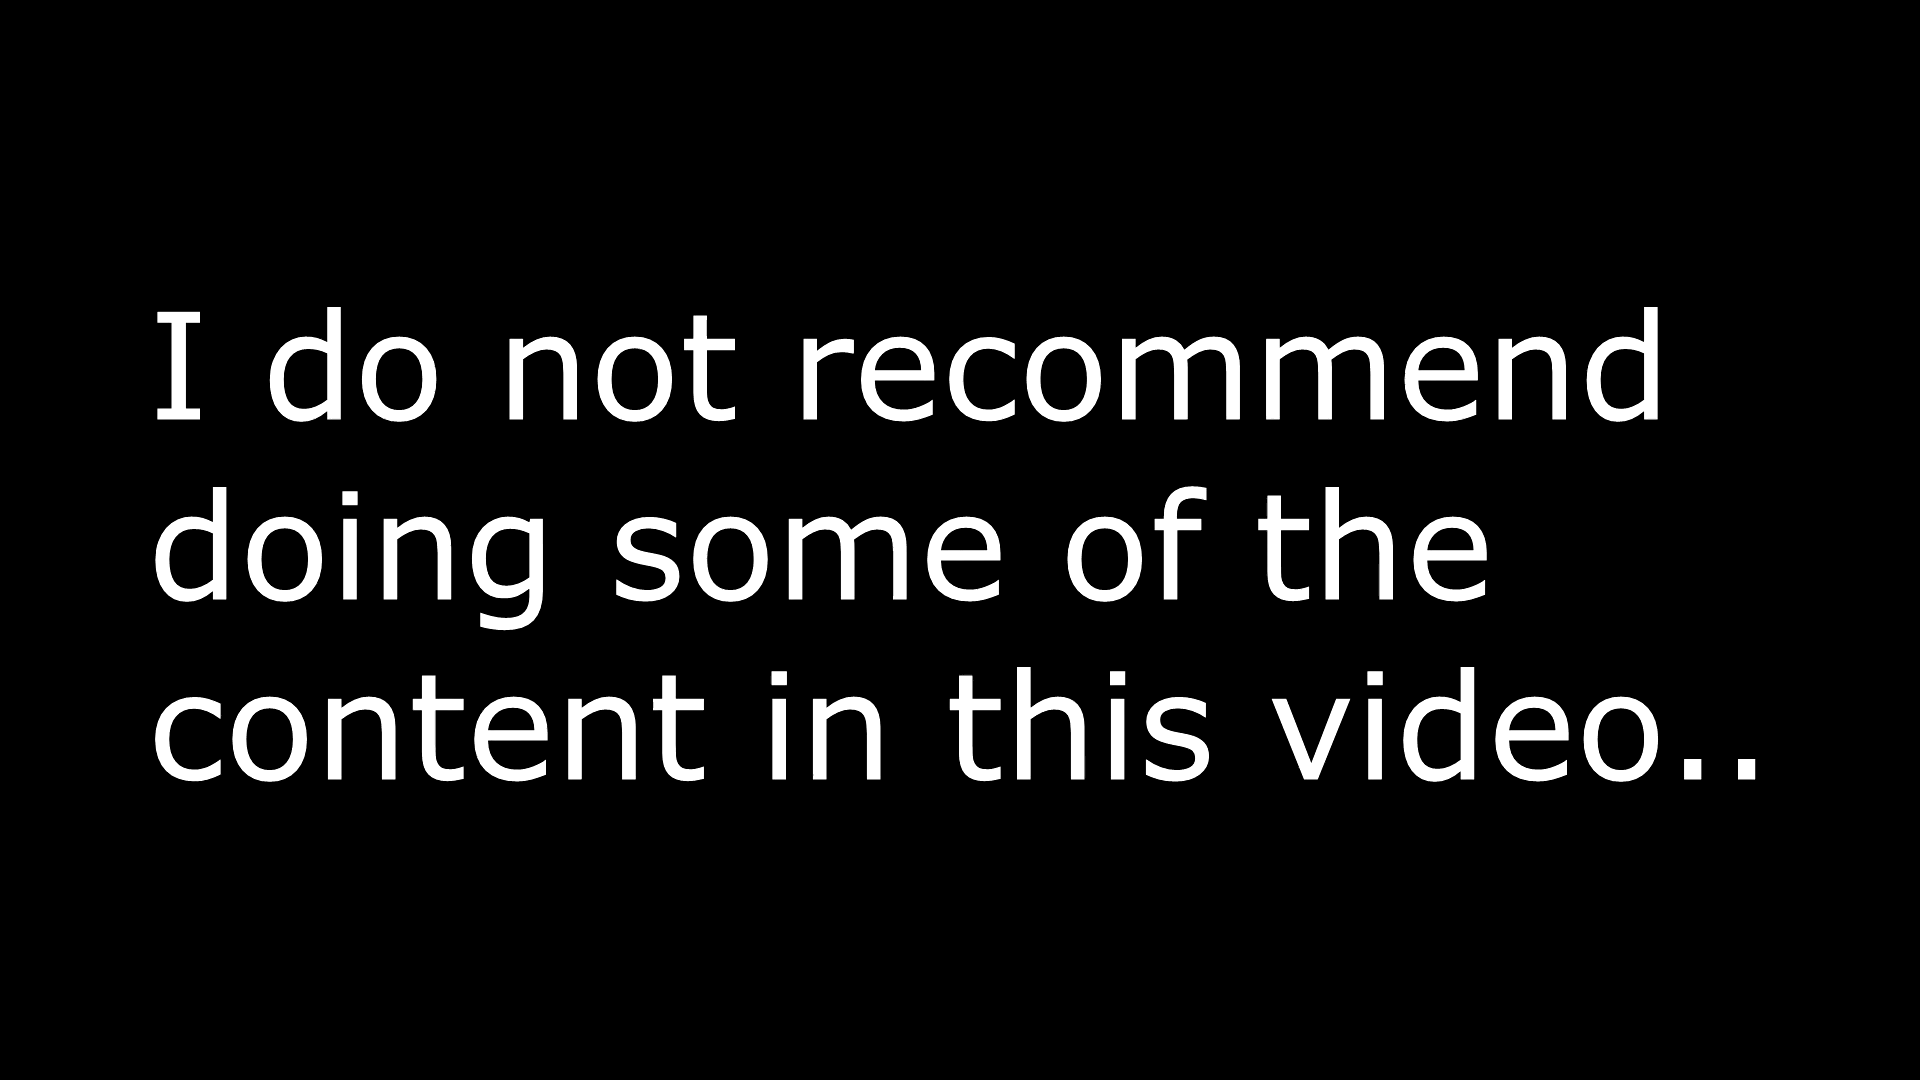 I do not recommend
doing some of the
content in this video..